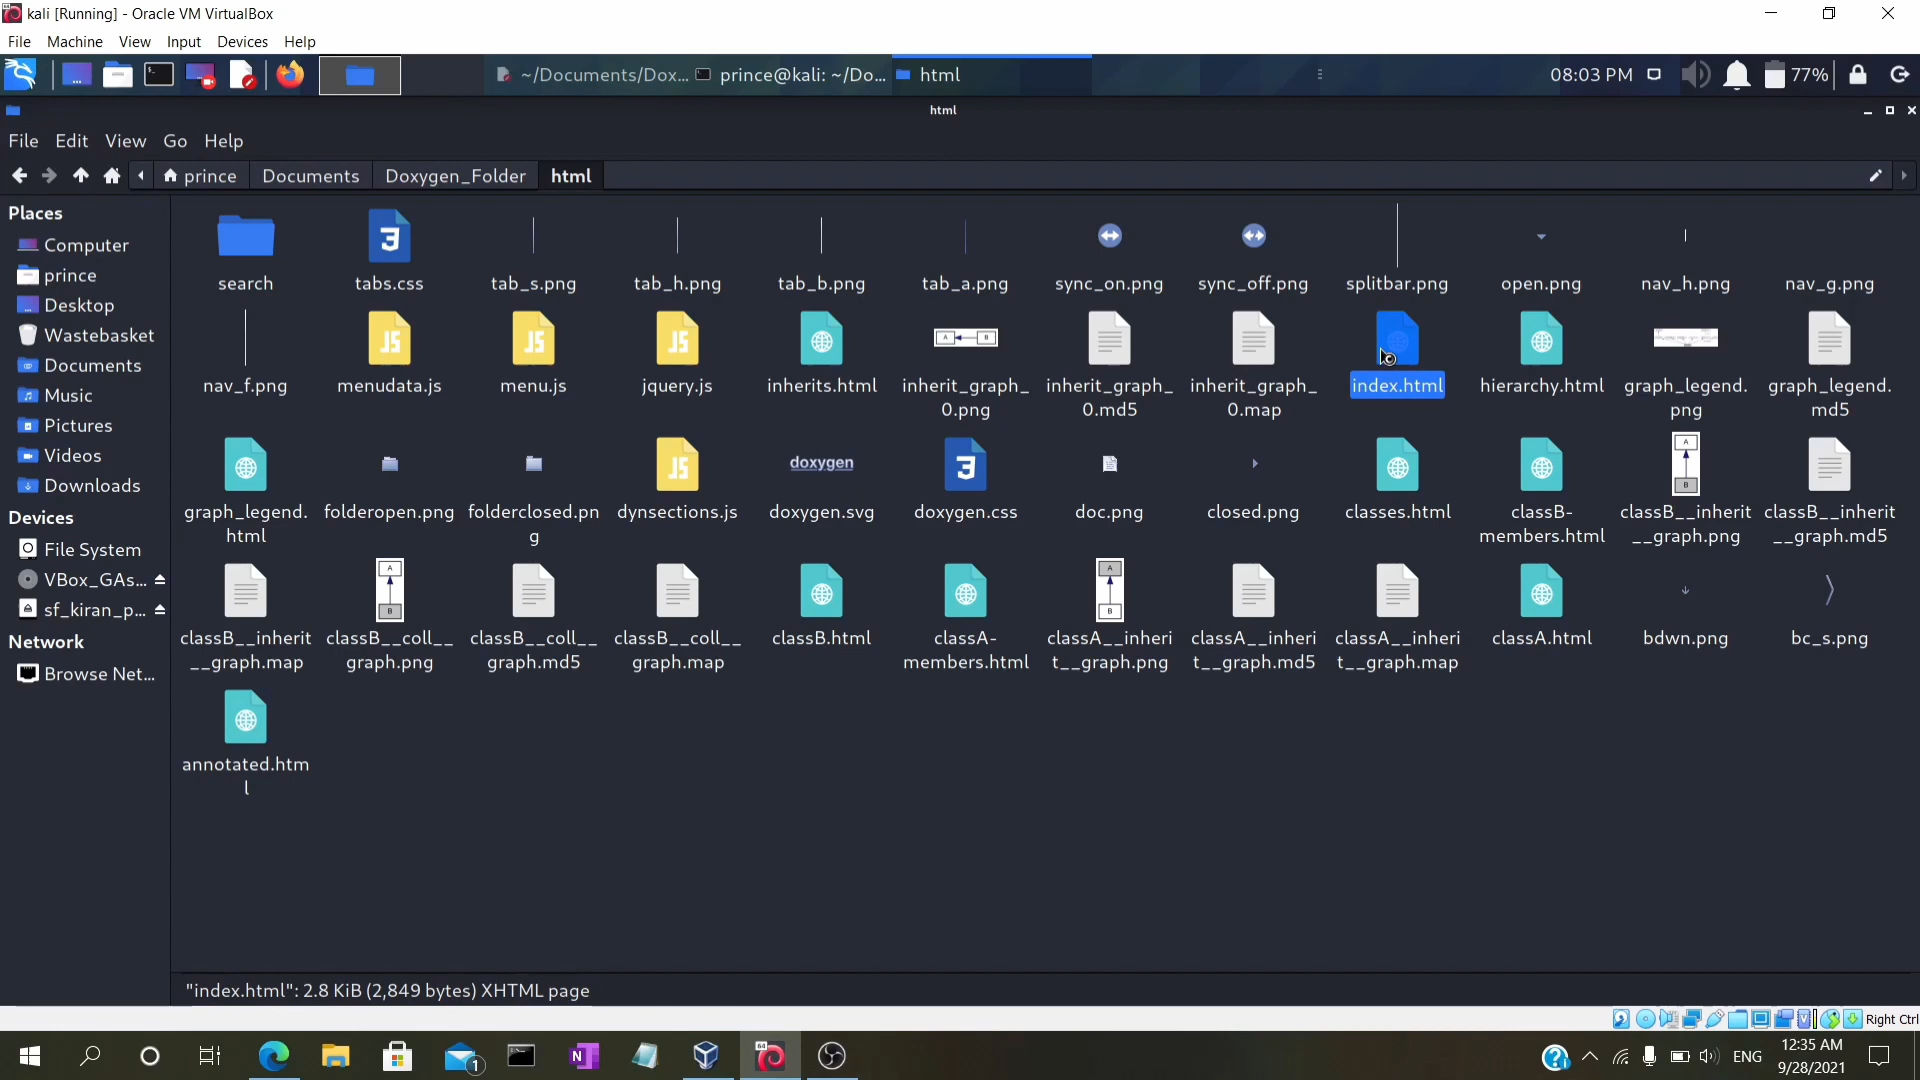 kali [Running] - Oracle VM VirtualBox
File Machine View Input Devices Help
~/Documents/Dox... prince@kali: ~/Do... html 08:03 PM 77%
html
File Edit View Go Help
prince Documents Doxygen_Folder html
Places
Computer
prince
Desktop
Wastebasket
Documents
Music
Pictures
Videos
Downloads
Devices
File System
VBox_GAs...
sf_kiran_p...
Network
Browse Net...
search tabs.css tab_s.png tab_h.png tab_b.png tab_a.png sync_on.png sync_off.png splitbar.png open.png nav_h.png nav_g.png
nav_f.png menudata.js menu.js jquery.js inherits.html inherit_graph_ inherit_graph_ inherit_graph_ index.html hierarchy.html graph_legend. graph_legend.
0.png 0.md5 0.map png md5
doxygen
graph_legend. folderopen.png folderclosed.pn dynsections.js doxygen.svg doxygen.css doc.png closed.png classes.html classB- classB__inherit classB__inherit
html g members.html __graph.png __graph.md5
classB__inherit classB__coll__ classB__coll__ classB__coll__ classB.html classA- classA__inheri classA__inheri classA__inheri classA.html bdwn.png bc_s.png
__graph.map graph.png graph.md5 graph.map members.html t__graph.png t__graph.md5 t__graph.map
annotated.htm
l
"index.html": 2.8 KiB (2,849 bytes) XHTML page
Right Ctrl
ENG 12:35 AM
9/28/2021